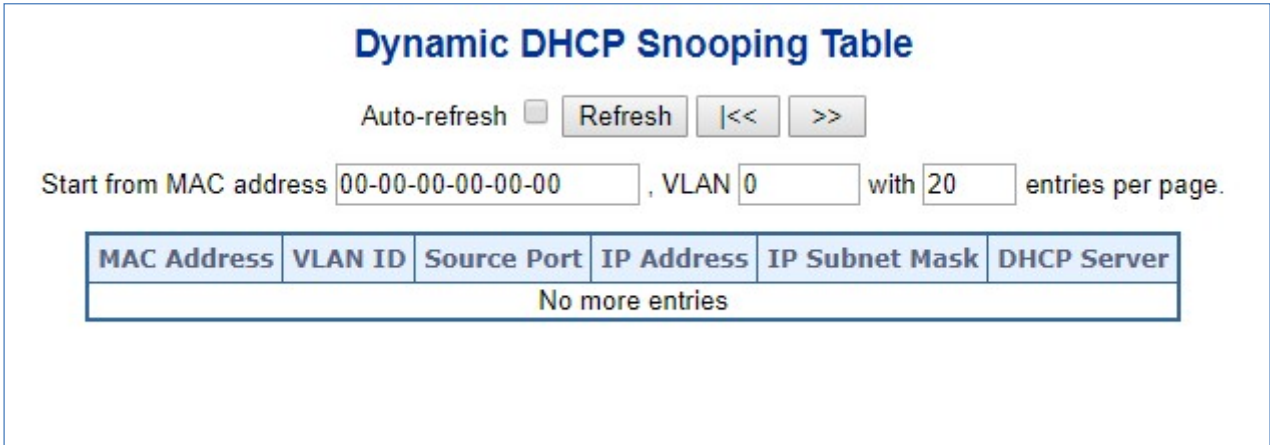 Dynamic DHCP Snooping Table
Auto-refresh Refresh |<< >>
Start from MAC address 00-00-00-00-00-00 , VLAN 0 with 20 entries per page.
MAC Address VLAN ID Source Port IP Address IP Subnet Mask DHCP Server
No more entries